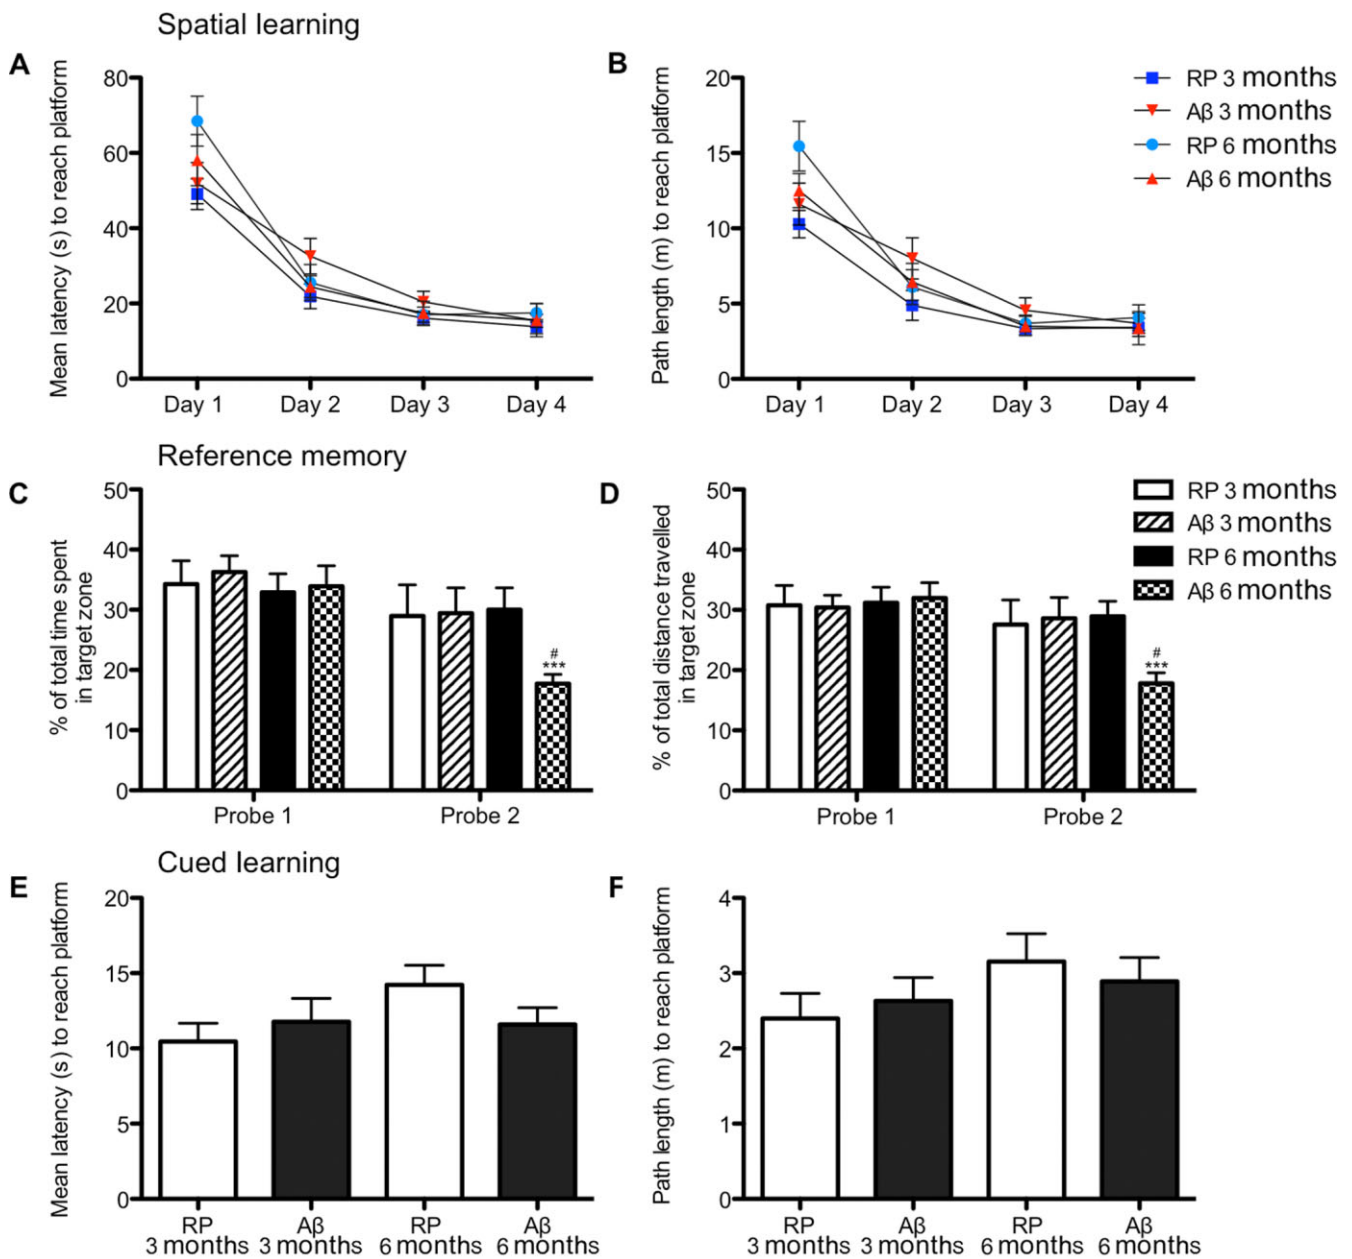 Spatial learning
A
Mean latency (s) to reach platform
80
60
40
20
0
Day 1 Day 2 Day 3 Day 4
B
Path length (m) to reach platform
20
15
10
5
0
Day 1 Day 2 Day 3 Day 4
RP 3 months
Aβ 3 months
RP 6 months
Aβ 6 months
Reference memory
C
% of total time spent
in target zone
50
40
30
20
10
0
#
***
Probe 1 Probe 2
D
% of total distance travelled
in target zone
50
40
30
20
10
0
#
***
Probe 1 Probe 2
RP 3 months
Aβ 3 months
RP 6 months
Aβ 6 months
Cued learning
E
Mean latency (s) to reach platform
20
15
10
5
0
RP Aβ RP Aβ
3 months 3 months 6 months 6 months
F
Path length (m) to reach platform
4
3
2
1
0
RP Aβ RP Aβ
3 months 3 months 6 months 6 months